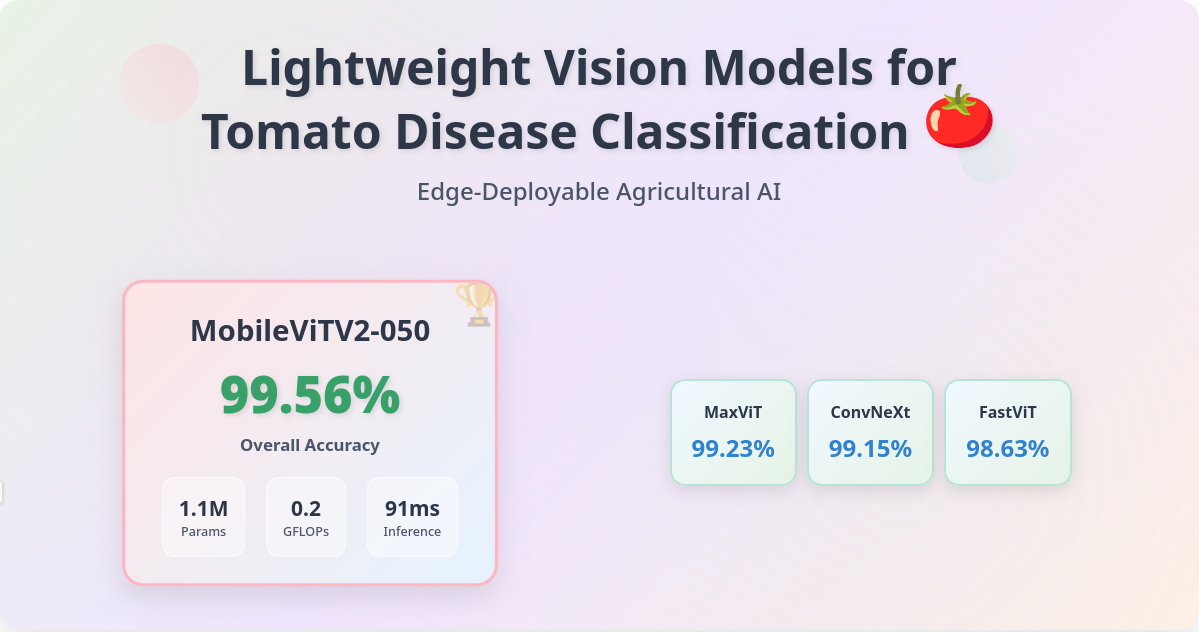 Lightweight Vision Models for
Tomato Disease Classification
Edge-Deployable Agricultural AI
MobileViTV2-050
99.56%
Overall Accuracy
1.1M
Params
0.2
GFLOPs
91ms
Inference
MaxViT
99.23%
ConvNeXt
99.15%
FastViT
98.63%